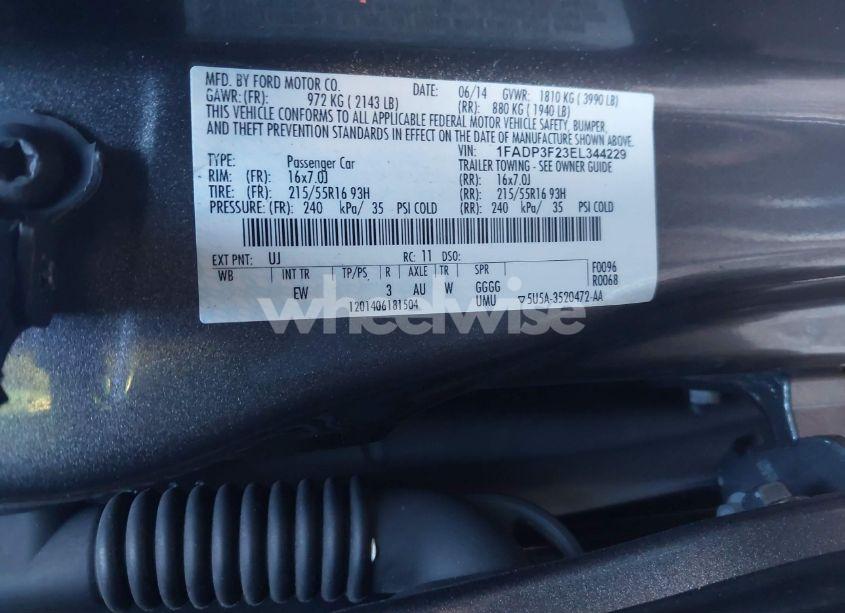 MFD. BY FORD MOTOR CO. DATE: 06/14 GVWR: 1810 KG ( 3990 LB)
GAWR: (FR): 972 KG ( 2143 LB) (RR): 880 KG ( 1940 LB)
THIS VEHICLE CONFORMS TO ALL APPLICABLE FEDERAL MOTOR VEHICLE SAFETY, BUMPER,
AND THEFT PREVENTION STANDARDS IN EFFECT ON THE DATE OF MANUFACTURE SHOWN ABOVE.
VIN: 1FADP3F23EL344229
TYPE: Passenger Car TRAILER TOWADP - SEE OWNER GUIDE
RIM: 16x7.0J (RR): 16x7.0J
TIRE: 215/55R16 93H (RR): 215/55R16 93H
PRESSURE: (FR): 240 kPa/ 35 PSI COLD (RR): 240 kPa/ 35 PSI COLD
EXT PNT: UJ RC: 11 DSO: F0096
WB INT TR TP/PS R AXLE TR SPR R0068
EW 3 AU W GGGG
1201406181504 UMU ▽5U5A-3520472-AA
wheelwise